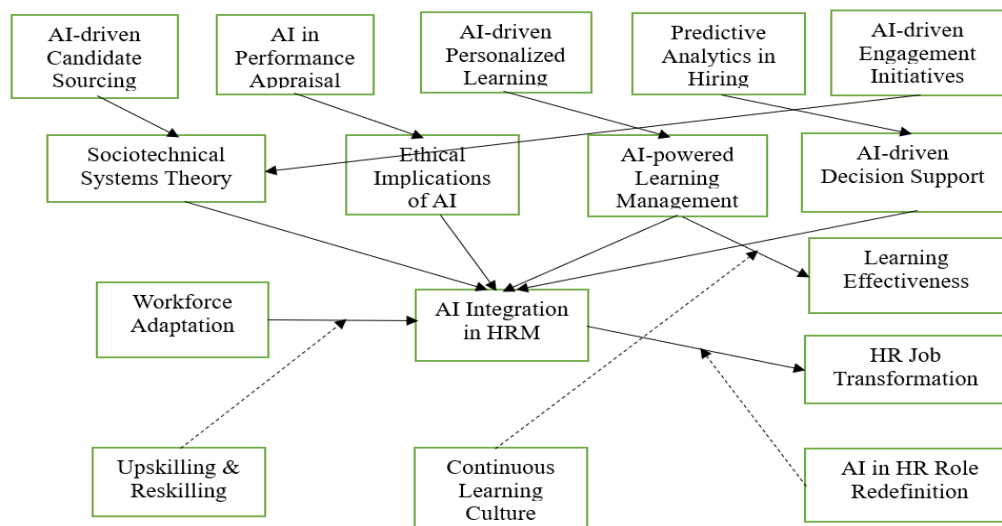 AI-driven
Candidate
Sourcing
AI in
Performance
Appraisal
AI-driven
Personalized
Learning
Predictive
Analytics in
Hiring
AI-driven
Engagement
Initiatives
Sociotechnical
Systems Theory
Ethical
Implications
of AI
AI-powered
Learning
Management
AI-driven
Decision Support
Learning
Effectiveness
Workforce
Adaptation
AI Integration
in HRM
HR Job
Transformation
Upskilling &
Reskilling
Continuous
Learning
Culture
AI in HR Role
Redefinition